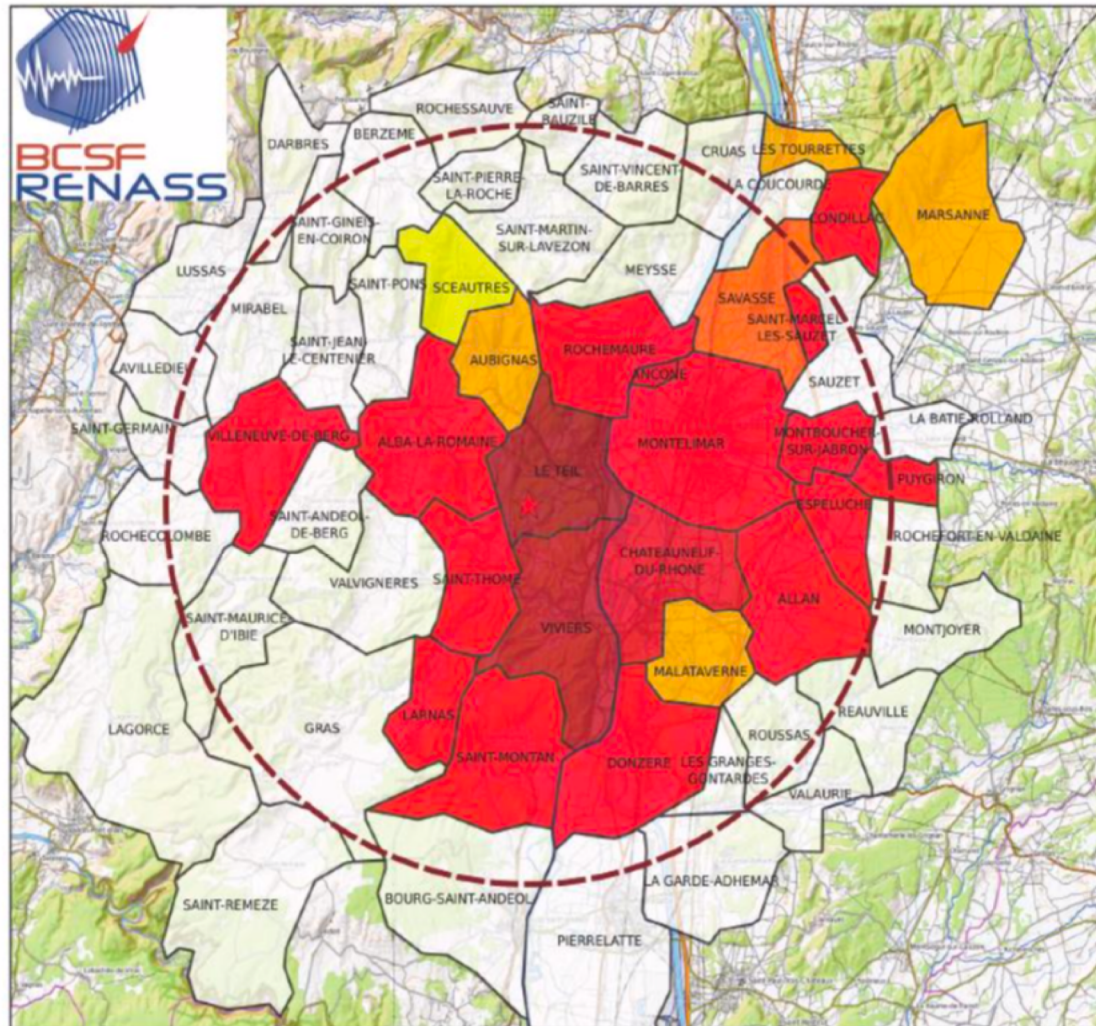 BCSF
RENASS
ROCHESSAUVE
SAINT-
BAUZILE
DARBRES
BERZEME
CRUAS
LES TOURRETTES
SAINT-PIERRE-
LA-ROCHE
SAINT-VINCENT-
DE-BARRES
LA COUCOURDE
CONDILLAC
MARSANNE
SAINT-GINEIS-
EN-COIRON
SAINT-MARTIN-
SUR-LAVEZON
LUSSAS
MEYSSE
SAINT-PONS
SCEAUTRES
MIRABEL
SAVASSE
SAINT-MARCEL-
LES-SAUZET
SAINT-JEAN-
LE-CENTENIER
ROCHEMAURE
AUBIGNAS
LAVILLEDIEU
ANCONE
SAUZET
LA BATIE-ROLLAND
SAINT-GERMAIN
VILLENEUVE-DE-BERG
ALBA-LA-ROMAINE
MONTELIMAR
MONTBOUCHER-
SUR-JABRON
LE TEIL
PUYGIRON
ESPELUCHE
SAINT-ANDEOL-
DE-BERG
ROCHECOLOMBE
ROCHEFORT-EN-VALDAINE
CHATEAUNEUF-
DU-RHONE
VALVIGNERES
SAINT-THOME
ALLAN
SAINT-MAURICE-
D'IBIE
VIVIERS
MONTJOYER
MALATAVERNE
LARNAS
REAUVILLE
LAGORCE
GRAS
ROUSSAS
SAINT-MONTAN
DONZERE
LES GRANGES-
GONTARDES
VALAURIE
LA GARDE-ADHEMAR
BOURG-SAINT-ANDEOL
SAINT-REMEZE
PIERRELATTE